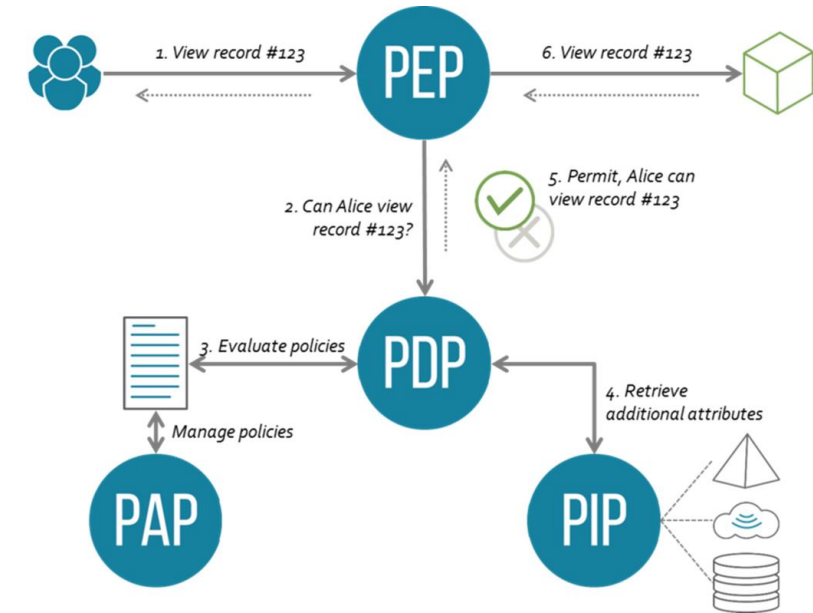 1. View record #123
PEP
6. View record #123
2. Can Alice view
record #123?
5. Permit, Alice can
view record #123
3. Evaluate policies
PDP
4. Retrieve
additional attributes
Manage policies
PAP
PIP